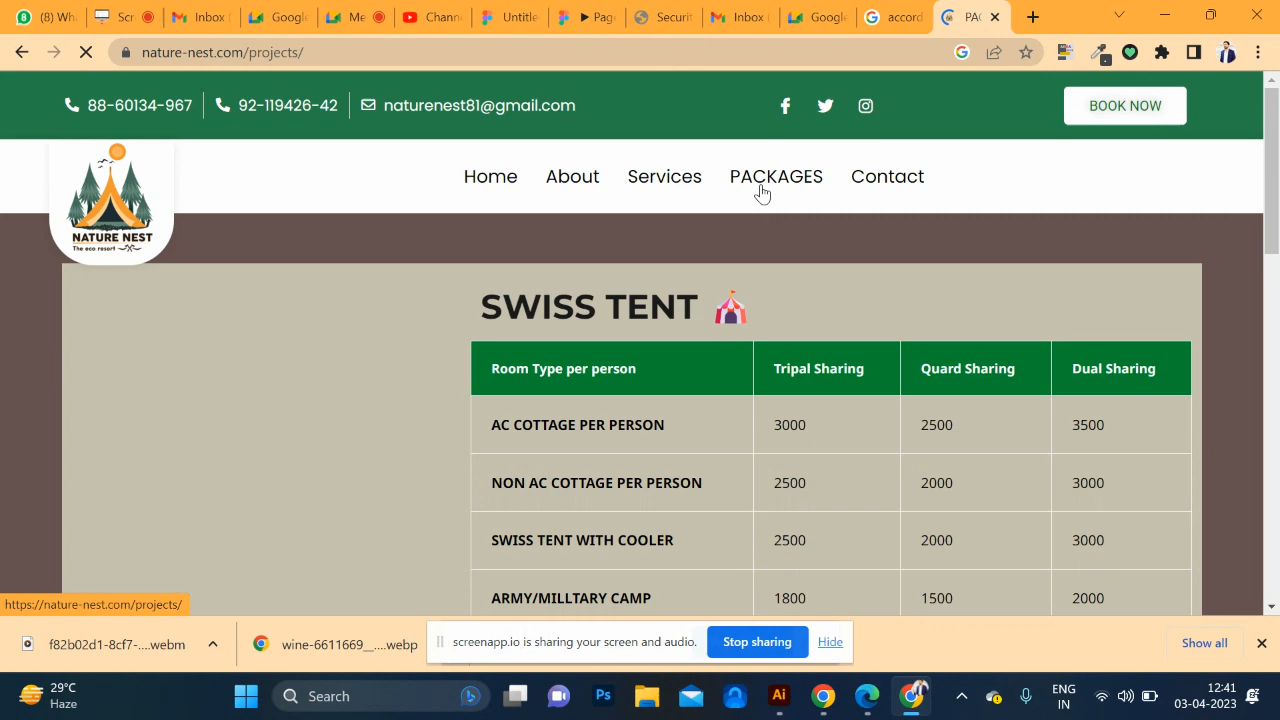 (8) Wh
Scr
Inbox (
Google
Me
Chann
Untitle
Page
Securit
Inbox (
Google
accord
PAC
nature-nest.com/projects/
88-60134-967
92-119426-42
naturenest81@gmail.com
BOOK NOW
NATURE NEST
The eco resort
Home
About
Services
PACKAGES
Contact
SWISS TENT
Room Type per person Tripal Sharing Quard Sharing Dual Sharing
AC COTTAGE PER PERSON 3000 2500 3500
NON AC COTTAGE PER PERSON 2500 2000 3000
SWISS TENT WITH COOLER 2500 2000 3000
ARMY/MILLTARY CAMP 1800 1500 2000
https://nature-nest.com/projects/
f82b02d1-8cf7-....webm
wine-6611669__....webp
screenapp.io is sharing your screen and audio.
Stop sharing
Hide
Show all
29°C
Haze
Search
ENG
IN
12:41
03-04-2023